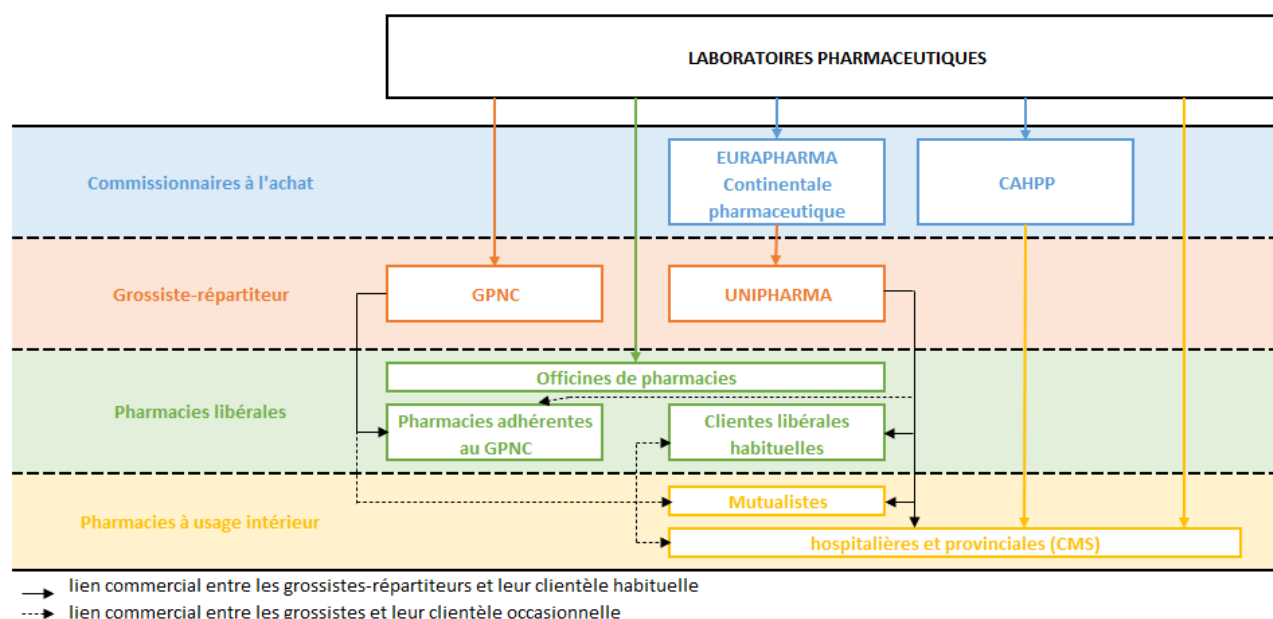 LABORATOIRES PHARMACEUTIQUES
Commissionnaires à l'achat
EURAPHARMA
Continentale
pharmaceutique
CAHPP
Grossiste-répartiteur
GPNC
UNIPHARMA
Officines de pharmacies
Pharmacies libérales
Pharmacies adhérentes
au GPNC
Clientes libérales
habituelles
Mutualistes
Pharmacies à usage intérieur
hospitalières et provinciales (CMS)
lien commercial entre les grossistes-répartiteurs et leur clientèle habituelle
lien commercial entre les grossistes et leur clientèle occasionnelle